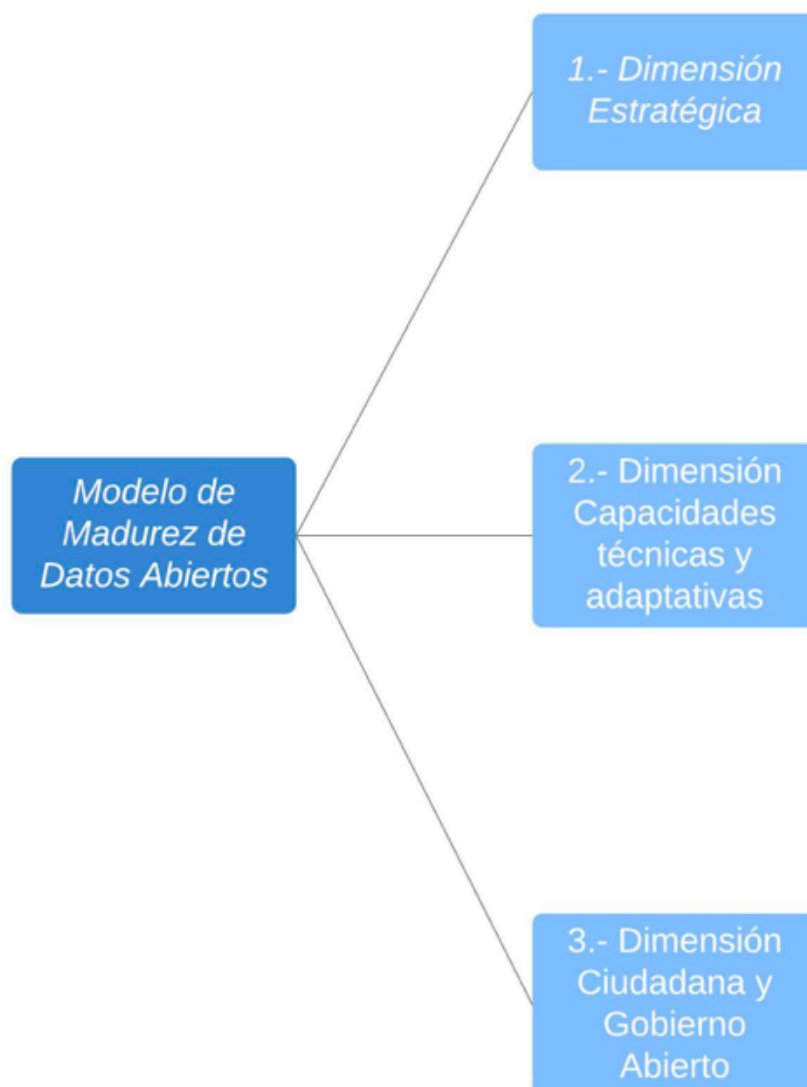 1.- Dimensión
Estratégica
Modelo de
Madurez de
Datos Abiertos
2.- Dimensión
Capacidades
técnicas y
adaptativas
3.- Dimensión
Ciudadana y
Gobierno
Abierto